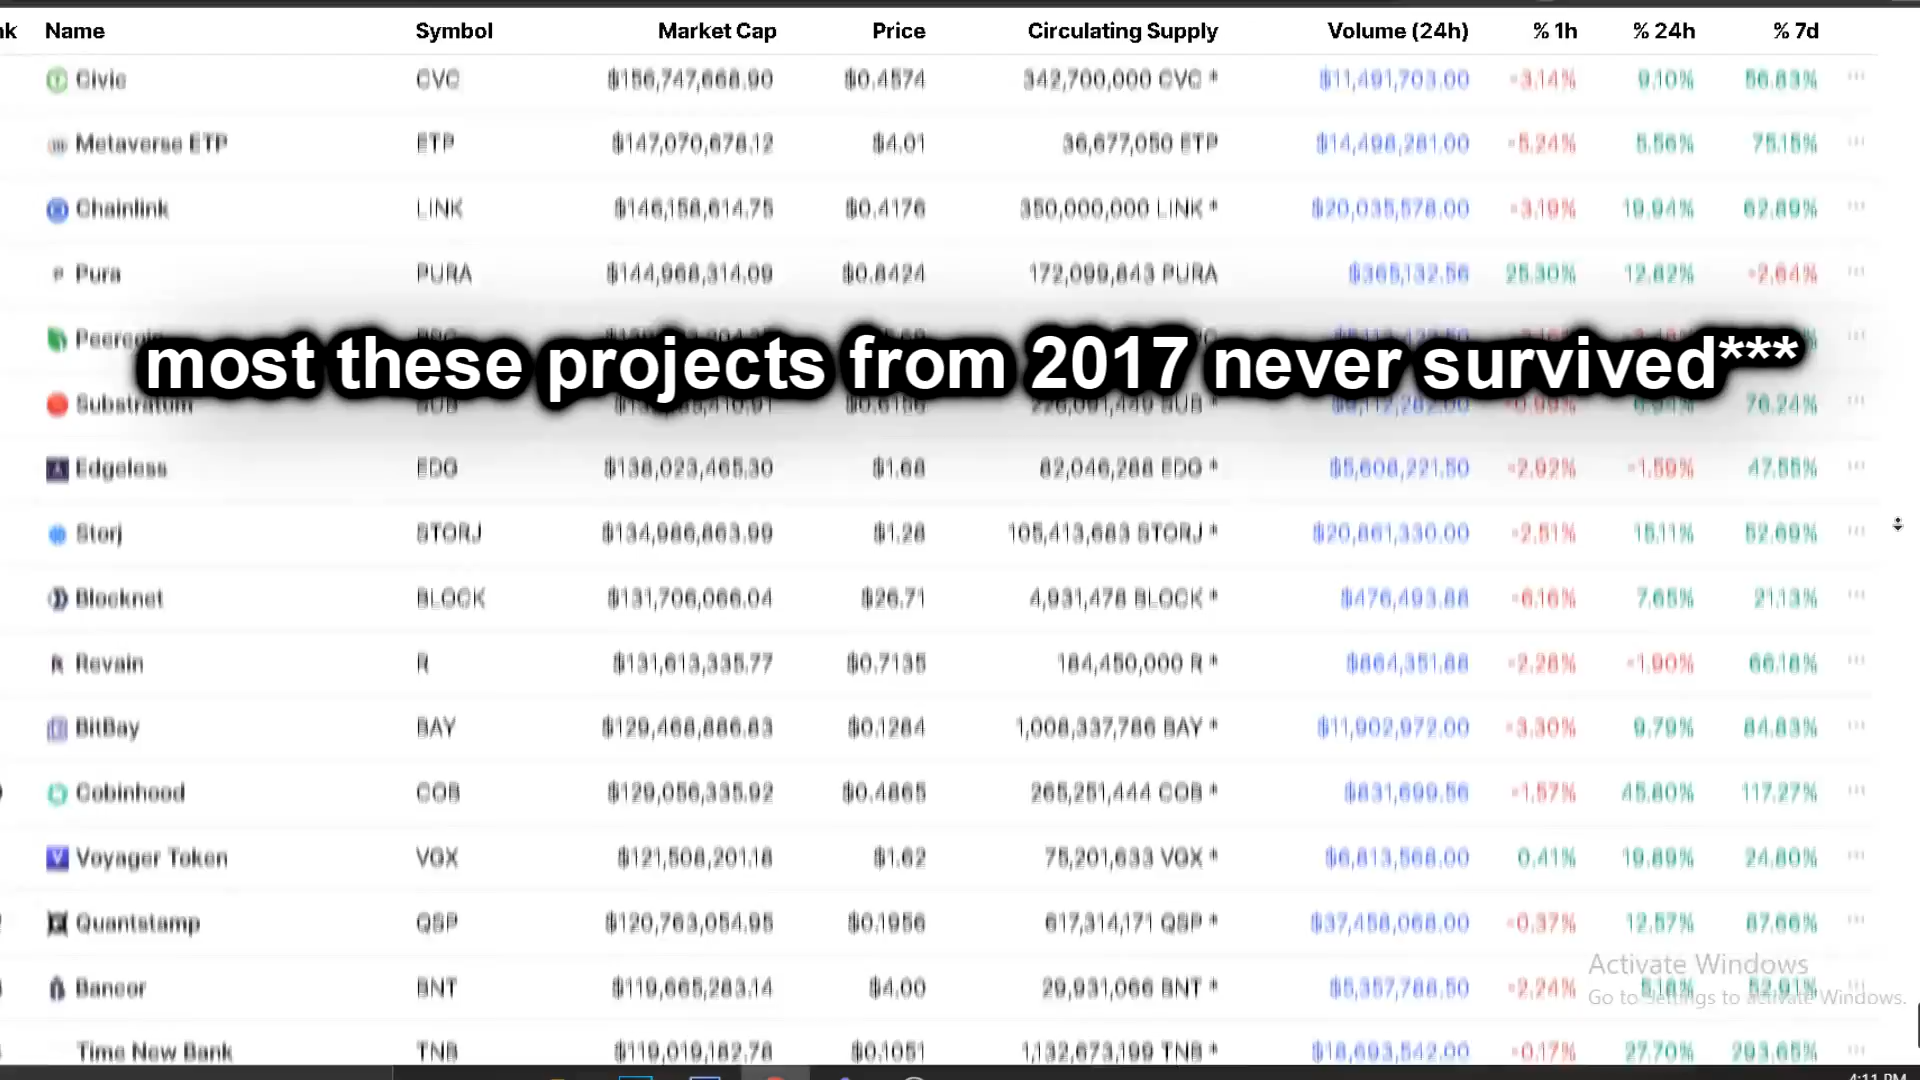 Name Symbol Market Cap Price Circulating Supply Volume (24h) % 1h % 24h % 7d
Civic CVC $156,747,668.90 $0.4574 342,700,000 CVC * $11,491,703.00 -3.14% 9.10% 56.83%
Metaverse ETP ETP $147,070,678.12 $4.01 36,677,050 ETP $14,498,281.00 -5.24% 5.56% 75.15%
Chainlink LINK $146,158,614.75 $0.4176 350,000,000 LINK * $20,035,578.00 -3.19% 19.94% 62.89%
Pura PURA $144,968,314.09 $0.8424 172,099,843 PURA $365,132.56 25.30% 12.82% -2.64%
Peercoin
most these projects from 2017 never survived***
Substratum SUB 76.24%
Edgeless EDG $138,023,465.30 $1.68 82,046,288 EDG * $5,608,221.50 -2.92% -1.59% 47.55%
Storj STORJ $134,986,863.99 $1.28 105,413,683 STORJ * $20,861,330.00 -2.51% 15.11% 52.69%
Blocknet BLOCK $131,706,066.04 $26.71 4,931,478 BLOCK * $476,493.88 -6.16% 7.65% 21.13%
Revain R $131,613,335.77 $0.7135 184,450,000 R * $864,351.88 -2.28% -1.90% 66.18%
BitBay BAY $129,468,886.83 $0.1284 1,008,337,786 BAY * $11,902,972.00 -3.30% 9.79% 84.83%
Cobinhood COB $129,056,335.92 $0.4865 265,251,444 COB * $831,699.56 -1.57% 45.80% 117.27%
Voyager Token VGX $121,508,201.18 $1.62 75,201,633 VGX * $6,813,568.00 0.41% 19.89% 24.80%
Quantstamp QSP $120,763,054.95 $0.1956 617,314,171 QSP * $37,458,068.00 -0.37% 12.57% 87.66%
Activate Windows
Bancor BNT $119,665,283.14 $4.00 29,931,066 BNT * $5,357,788.50 -2.24% 5.18% 52.91%
Go to Settings to activate Windows.
Time New Bank TNB $119,019,182.78 $0.1051 1,132,673,199 TNB * $18,693,542.00 -0.17% 27.70% 293.65%
4:11 PM